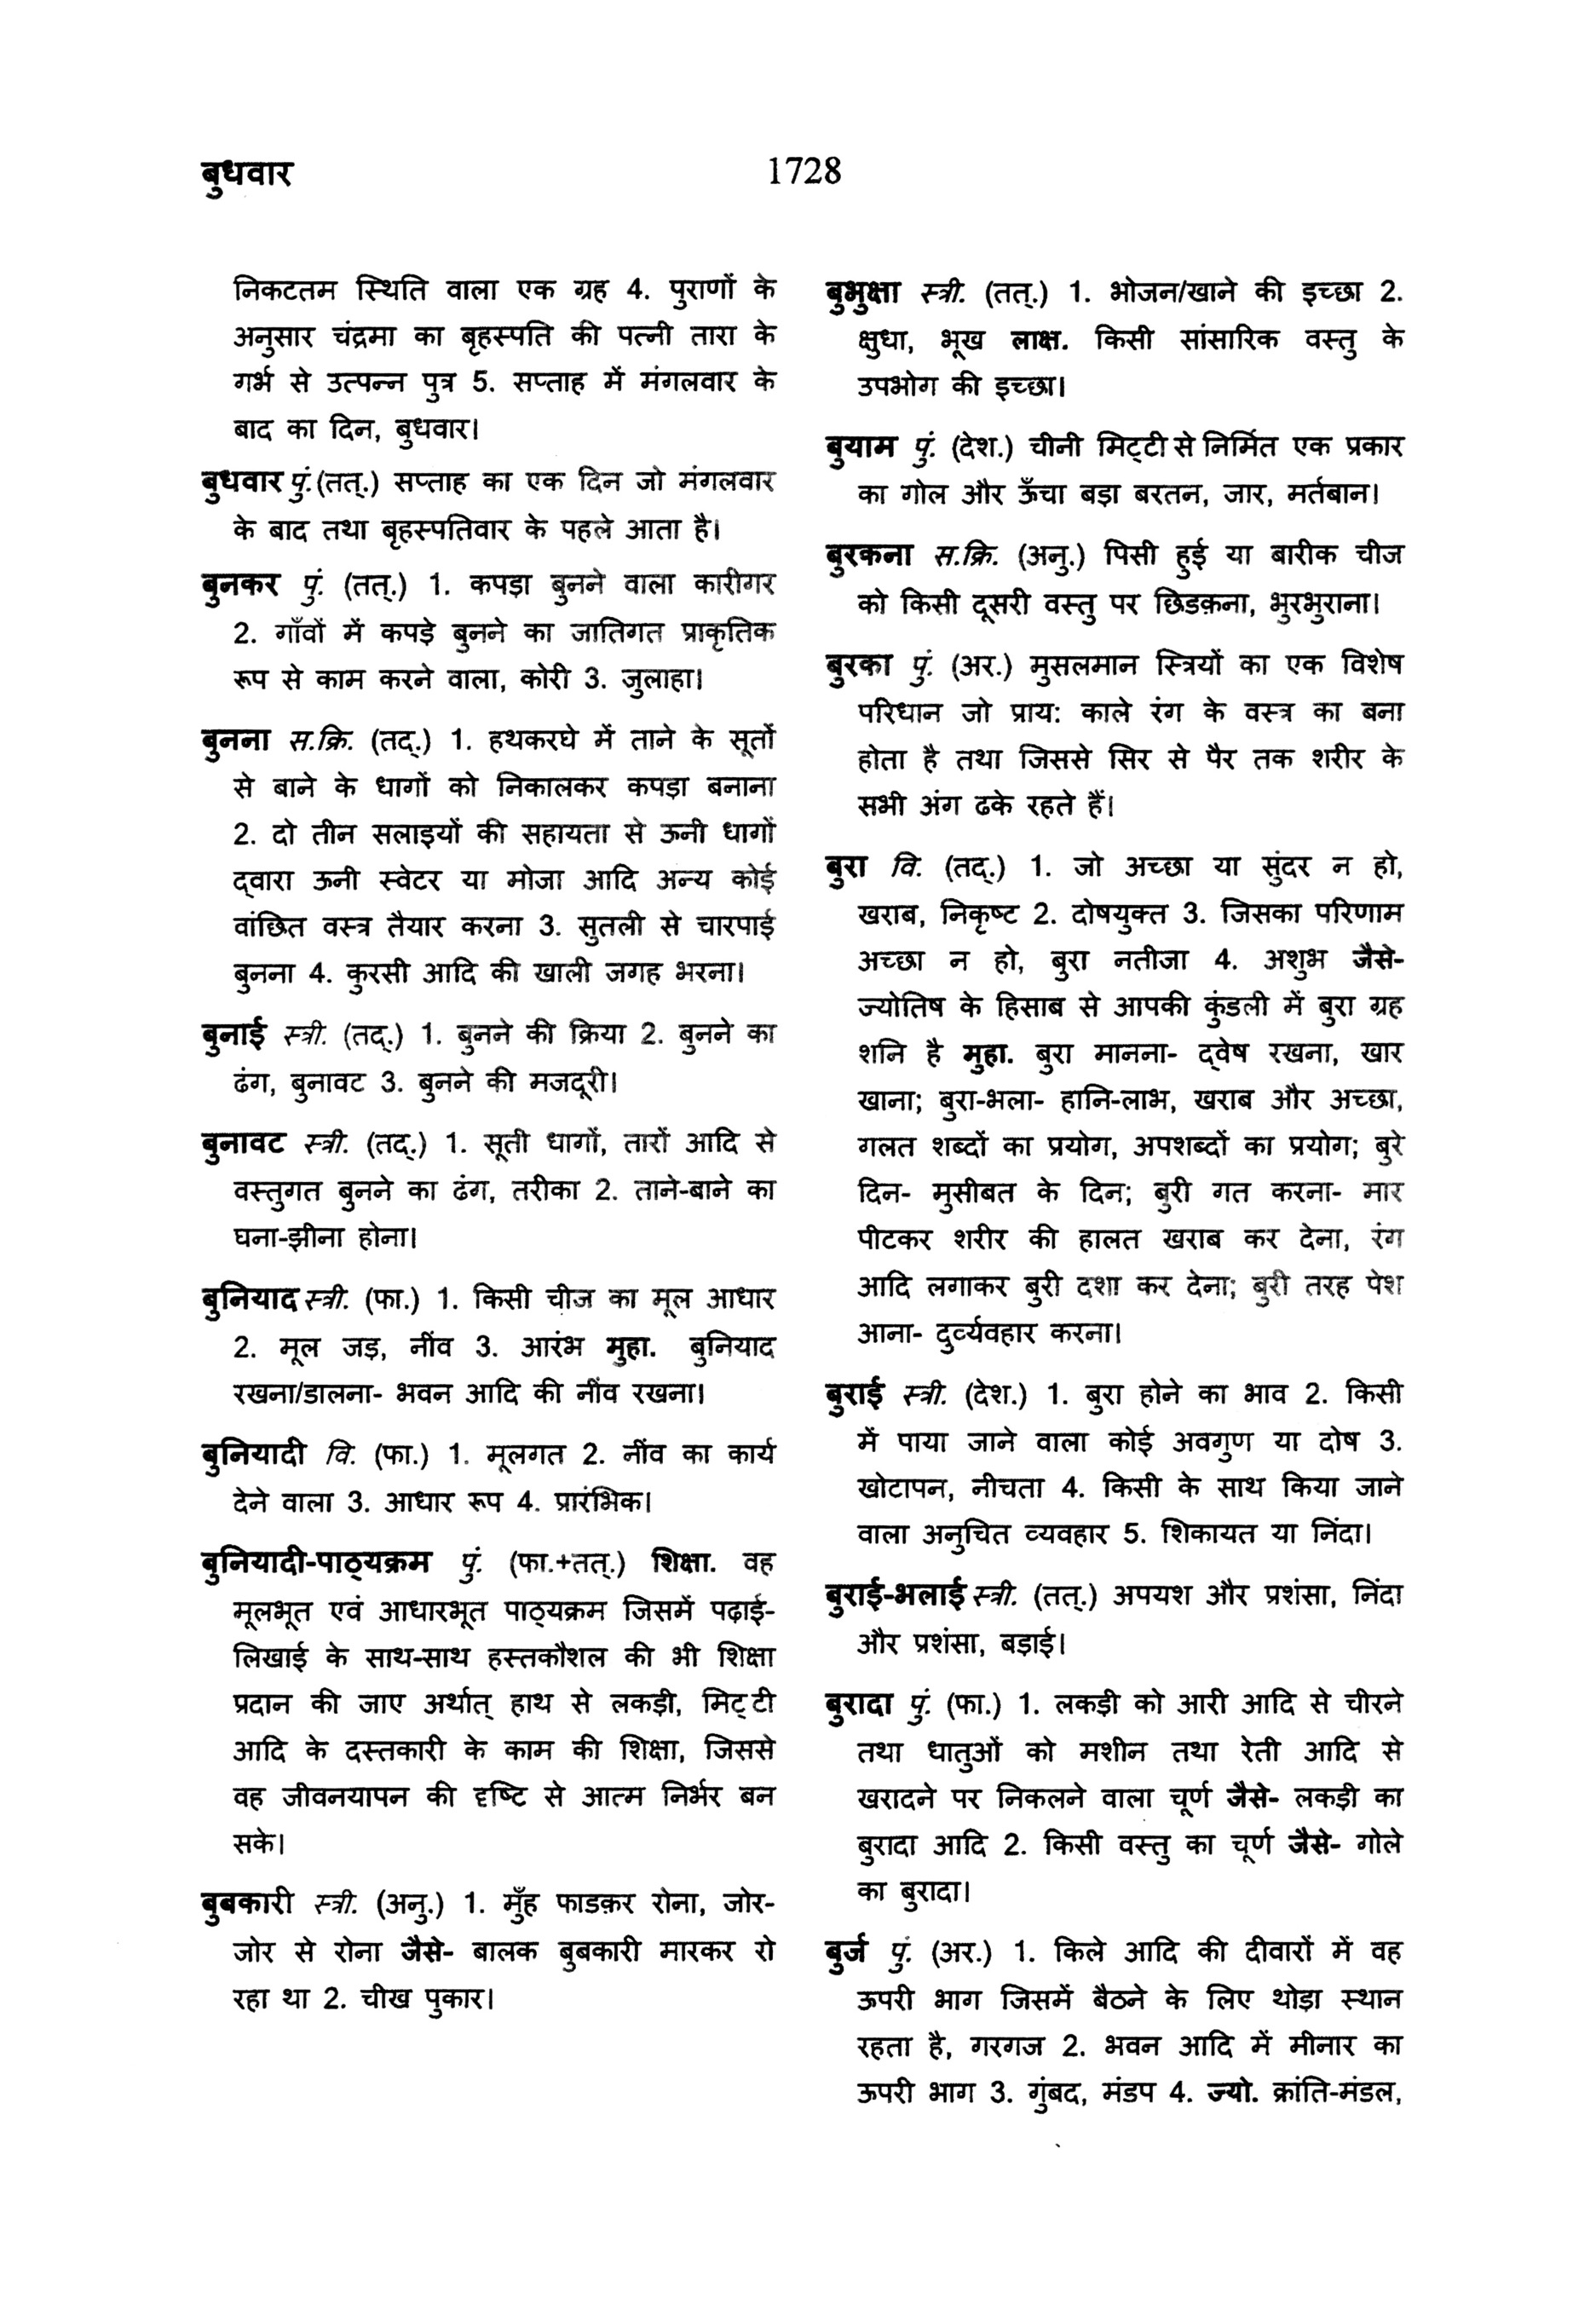 बुधवार
1728
निकटतम स्थिति वाला एक ग्रह 4. पुराणों के
अनुसार चंद्रमा का बृहस्पति की पत्नी तारा के
गर्भ से उत्पन्न पुत्र 5. सप्ताह में मंगलवार के
बाद का दिन, बुधवार।
बुधवार पुं.(तत्.) सप्ताह का एक दिन जो मंगलवार
के बाद तथा बृहस्पतिवार के पहले आता है।
बुनकर पुं. (तत्.) 1. कपड़ा बुनने वाला कारीगर
2. गाँवों में कपड़े बुनने का जातिगत प्राकृतिक
रूप से काम करने वाला, कोरी 3. जुलाहा।
बुनना स.क्रि. (तद्.) 1. हथकरघे में ताने के सूतों
से बाने के धागों को निकालकर कपड़ा बनाना
2. दो तीन सलाइयों की सहायता से ऊनी धागों
द्वारा ऊनी स्वेटर या मोजा आदि अन्य कोई
वांछित वस्त्र तैयार करना 3. सुतली से चारपाई
बुनना 4. कुरसी आदि की खाली जगह भरना।
बुनाई स्त्री. (तद्.) 1. बुनने की क्रिया 2. बुनने का
ढंग, बुनावट 3. बुनने की मजदूरी।
बुनावट स्त्री. (तद्.) 1. सूती धागों, तारों आदि से
वस्तुगत बुनने का ढंग, तरीका 2. ताने-बाने का
घना-झीना होना।
बुनियाद स्त्री. (फा.) 1. किसी चीज का मूल आधार
2. मूल जड़, नींव 3. आरंभ मुहा. बुनियाद
रखना/डालना- भवन आदि की नींव रखना।
बुनियादी वि. (फा.) 1. मूलगत 2. नींव का कार्य
देने वाला 3. आधार रूप 4. प्रारंभिक।
बुनियादी-पाठ्यक्रम पुं. (फा.+तत्.) शिक्षा. वह
मूलभूत एवं आधारभूत पाठ्यक्रम जिसमें पढ़ाई-
लिखाई के साथ-साथ हस्तकौशल की भी शिक्षा
प्रदान की जाए अर्थात् हाथ से लकड़ी, मिट्टी
आदि के दस्तकारी के काम की शिक्षा, जिससे
वह जीवनयापन की दृष्टि से आत्म निर्भर बन
सके।
बुबकारी स्त्री. (अनु.) 1. मुँह फाडक़र रोना, जोर-
जोर से रोना जैसे- बालक बुबकारी मारकर रो
रहा था 2. चीख पुकार।
बुभुक्षा स्त्री. (तत्.) 1. भोजन/खाने की इच्छा 2.
क्षुधा, भूख लाक्ष. किसी सांसारिक वस्तु के
उपभोग की इच्छा।
बुयाम पुं. (देश.) चीनी मिट्टी से निर्मित एक प्रकार
का गोल और ऊँचा बड़ा बरतन, जार, मर्तबान।
बुरकना स.क्रि. (अनु.) पिसी हुई या बारीक चीज
को किसी दूसरी वस्तु पर छिडक़ना, भुरभुराना।
बुरका पुं. (अर.) मुसलमान स्त्रियों का एक विशेष
परिधान जो प्राय: काले रंग के वस्त्र का बना
होता है तथा जिससे सिर से पैर तक शरीर के
सभी अंग ढके रहते हैं।
बुरा वि. (तद्.) 1. जो अच्छा या सुंदर न हो,
खराब, निकृष्ट 2. दोषयुक्त 3. जिसका परिणाम
अच्छा न हो, बुरा नतीजा 4. अशुभ जैसे-
ज्योतिष के हिसाब से आपकी कुंडली में बुरा ग्रह
शनि है मुहा. बुरा मानना- द्वेष रखना, खार
खाना; बुरा-भला- हानि-लाभ, खराब और अच्छा,
गलत शब्दों का प्रयोग, अपशब्दों का प्रयोग; बुरे
दिन- मुसीबत के दिन; बुरी गत करना- मार
पीटकर शरीर की हालत खराब कर देना, रंग
आदि लगाकर बुरी दशा कर देना; बुरी तरह पेश
आना- दुर्व्यवहार करना।
बुराई स्त्री. (देश.) 1. बुरा होने का भाव 2. किसी
में पाया जाने वाला कोई अवगुण या दोष 3.
खोटापन, नीचता 4. किसी के साथ किया जाने
वाला अनुचित व्यवहार 5. शिकायत या निंदा।
बुराई-भलाई स्त्री. (तत्.) अपयश और प्रशंसा, निंदा
और प्रशंसा, बड़ाई।
बुरादा पुं. (फा.) 1. लकड़ी को आरी आदि से चीरने
तथा धातुओं को मशीन तथा रेती आदि से
खरादने पर निकलने वाला चूर्ण जैसे- लकड़ी का
बुरादा आदि 2. किसी वस्तु का चूर्ण जैसे- गोले
का बुरादा।
बुर्ज पुं. (अर.) 1. किले आदि की दीवारों में वह
ऊपरी भाग जिसमें बैठने के लिए थोड़ा स्थान
रहता है, गरगज 2. भवन आदि में मीनार का
ऊपरी भाग 3. गुंबद, मंडप 4. ज्यो. क्रांति-मंडल,